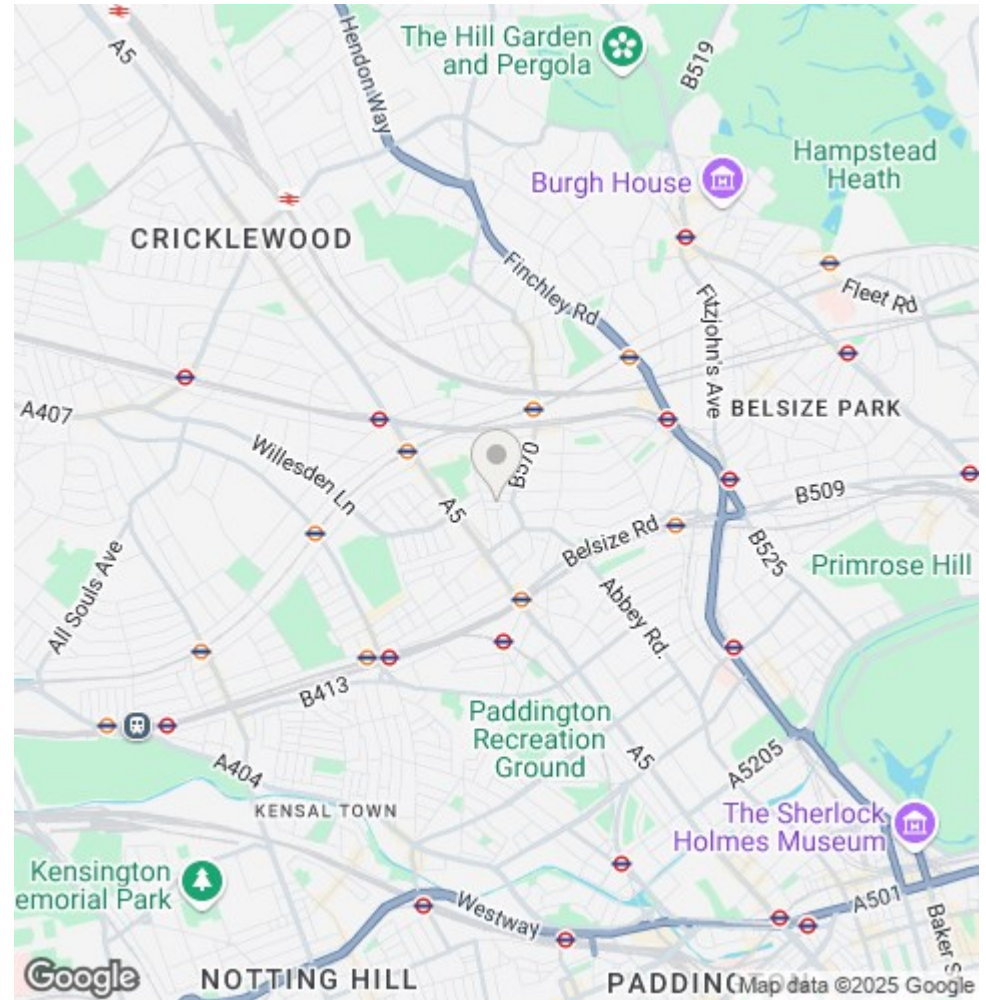 A5
Hendon Way
The Hill Garden
and Pergola
B519
Hampstead
Heath
Burgh House
CRICKLEWOOD
Finchley Rd
Fitzjohn's Ave
Fleet Rd
A407
BELSIZE PARK
Willesden Ln
B570
A5
B509
Belsize Rd
B525
Primrose Hill
All Souls Ave
Abbey Rd.
B413
Paddington
Recreation
Ground
A5
A5205
A404
KENSAL TOWN
The Sherlock
Holmes Museum
Kensington
emorial Park
Westway
A501
Baker S
Google
NOTTING HILL
PADDINGTON
Map data ©2025 Google